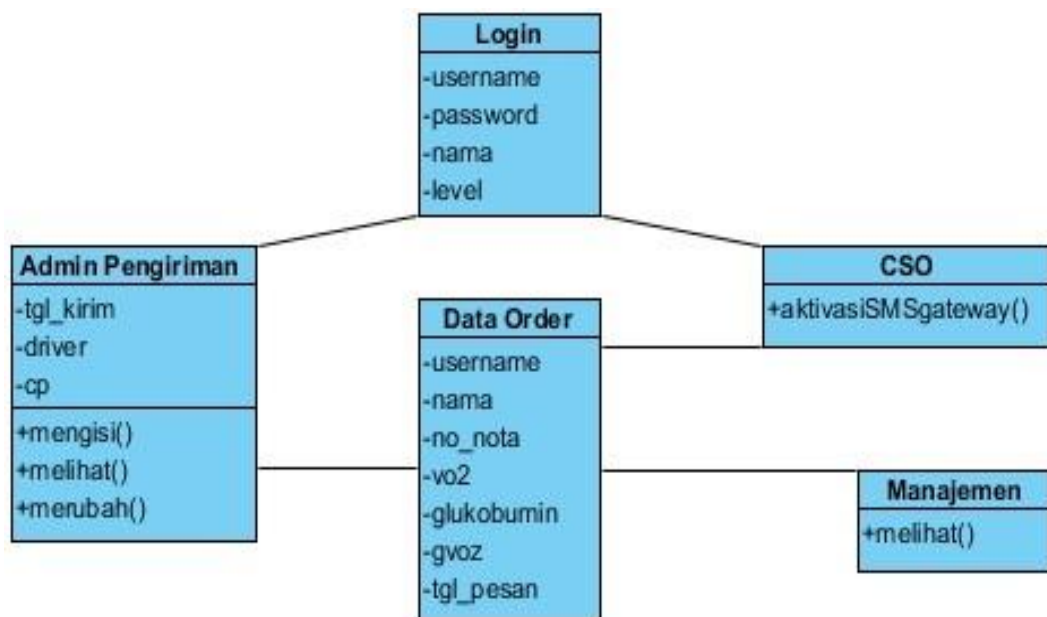 Login
-username
-password
-nama
-level
Admin Pengiriman
-tgl_kirim
-driver
-cp
+mengisi()
+melihat()
+merubah()
Data Order
-username
-nama
-no_nota
-vo2
-glukobumin
-gvoz
-tgl_pesan
CSO
+aktivasiSMSgateway()
Manajemen
+melihat()